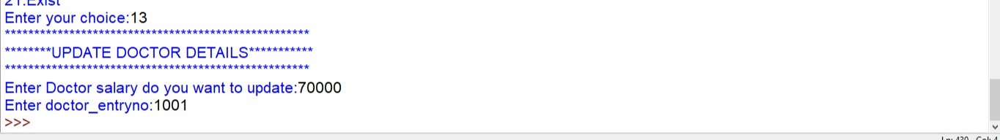 21.Exist
Enter your choice:13
****************************************************
********UPDATE DOCTOR DETAILS***********
****************************************************
Enter Doctor salary do you want to update:70000
Enter doctor_entryno:1001
>>>
Ln: 430 Col: 4